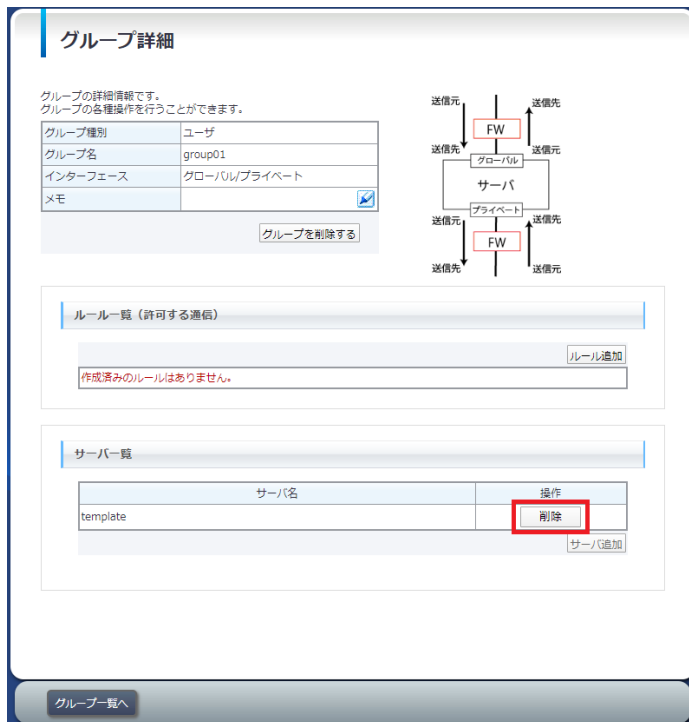 グループ詳細
グループの詳細情報です。
グループの各種操作を行うことができます。
グループ種別 ユーザ
グループ名 group01
インターフェース グローバル/プライベート
メモ
グループを削除する
送信元 送信先
FW
送信先 送信元
グローバル
サーバ
プライベート
送信元 送信先
FW
送信先 送信元
ルール一覧（許可する通信）
ルール追加
作成済みのルールはありません。
サーバ一覧
サーバ名 操作
template 削除
サーバ追加
グループ一覧へ